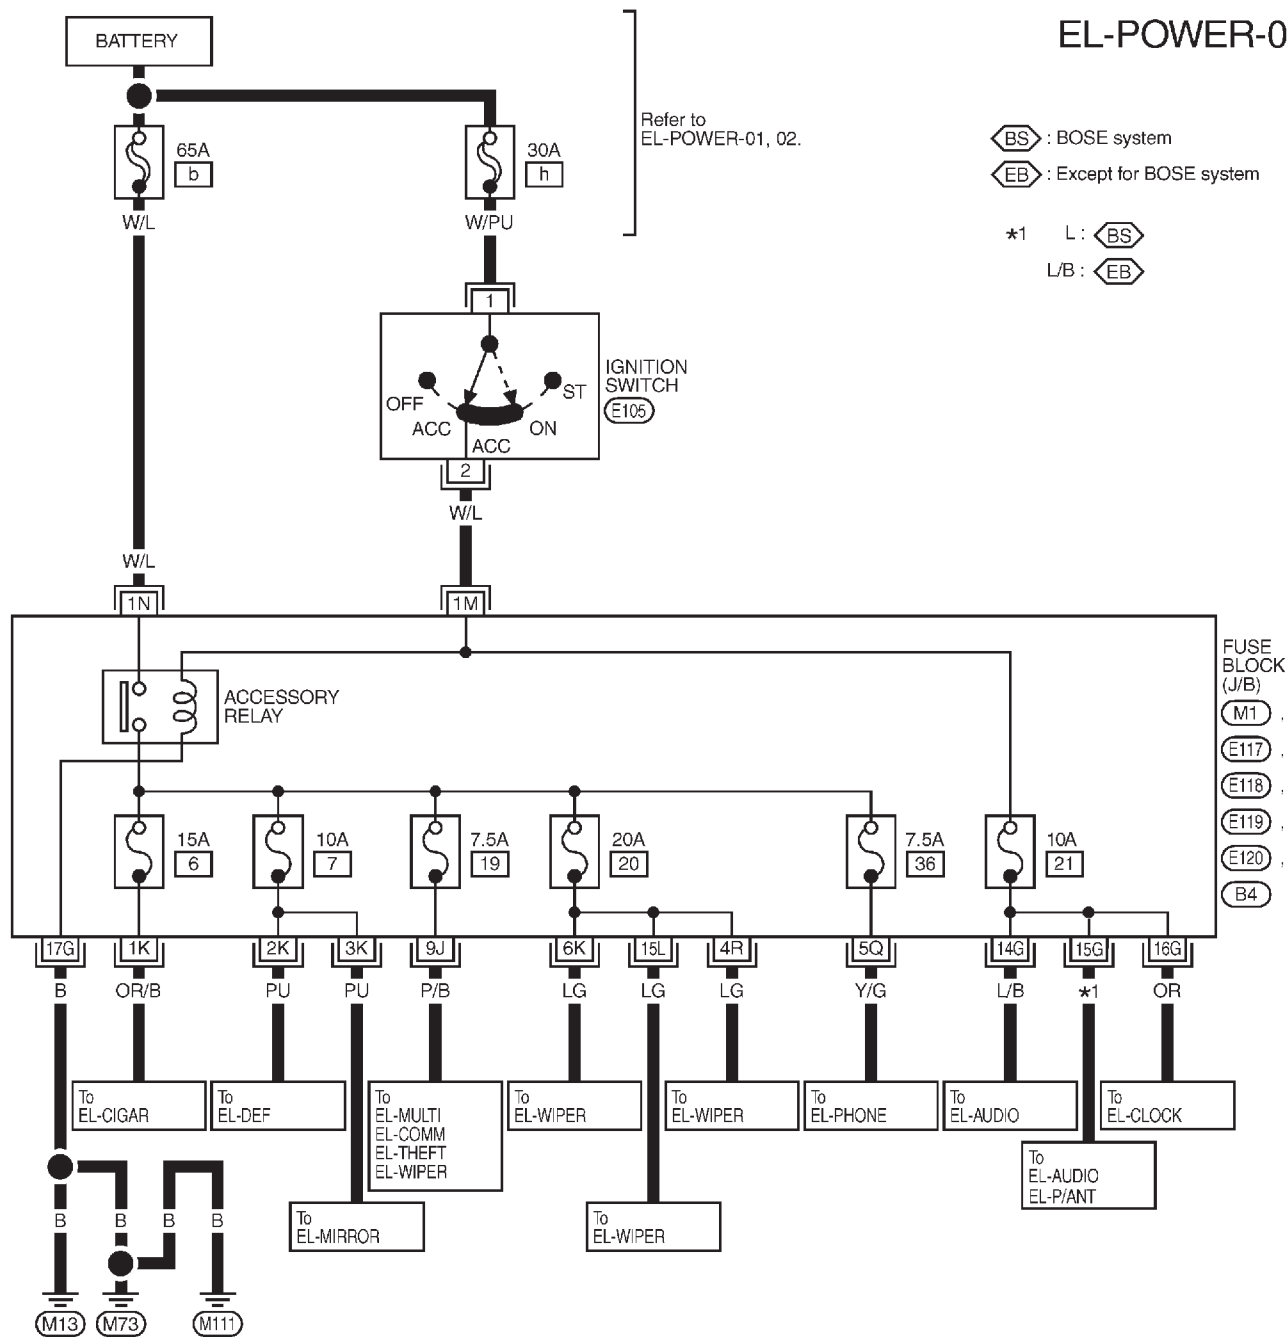 EL-POWER-0
BATTERY
Refer to
EL-POWER-01, 02.
BS : BOSE system
EB : Except for BOSE system
*1 L : BS
L/B : EB
65A
b
30A
h
W/L
W/PU
1
IGNITION
SWITCH
E105
OFF
ST
ACC
ON
ACC
2
W/L
W/L
1N
1M
FUSE
BLOCK
(J/B)
M1 ,
E117 ,
E118 ,
E119 ,
E120 ,
B4
ACCESSORY
RELAY
15A
6
10A
7
7.5A
19
20A
20
7.5A
36
10A
21
17G 1K 2K 3K 9J 6K 15L 4R 5Q 14G 15G 16G
B OR/B PU PU P/B LG LG LG Y/G L/B *1 OR
To
EL-CIGAR
To
EL-DEF
To
EL-MULTI
EL-COMM
EL-THEFT
EL-WIPER
To
EL-WIPER
To
EL-WIPER
To
EL-PHONE
To
EL-AUDIO
To
EL-CLOCK
To
EL-AUDIO
EL-P/ANT
To
EL-MIRROR
To
EL-WIPER
B B B B
M13 M73 M111